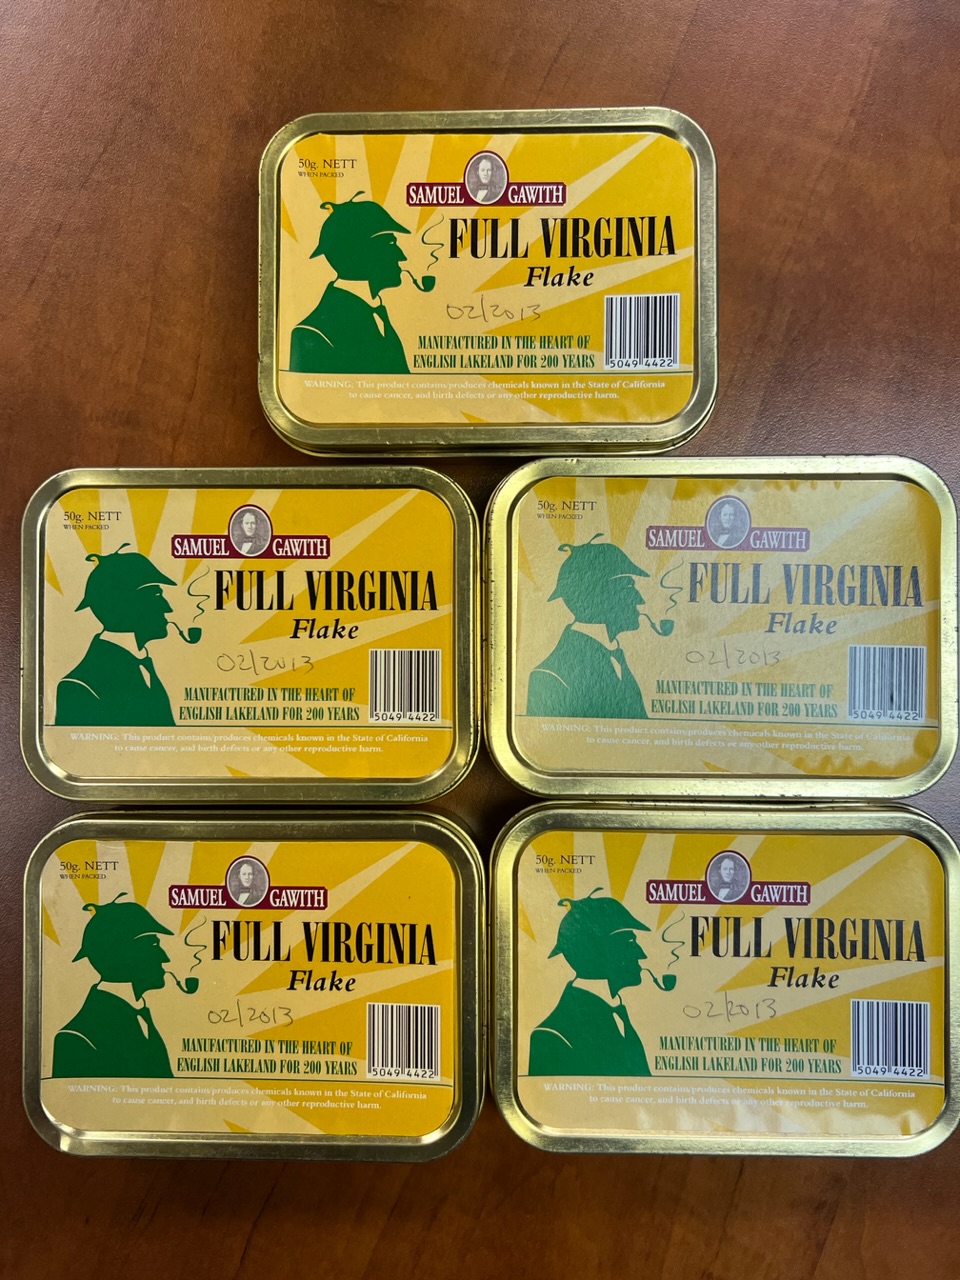 50g. NETT
WHEN PACKED
SAMUEL GAWITH
FULL VIRGINIA
Flake
02/2013
MANUFACTURED IN THE HEART OF
ENGLISH LAKELAND FOR 200 YEARS
5049 4422
WARNING: This product contains/produces chemicals known in the State of California
to cause cancer, and birth defects or any other reproductive harm.
50g. NETT
WHEN PACKED
SAMUEL GAWITH
FULL VIRGINIA
Flake
02/2013
MANUFACTURED IN THE HEART OF
ENGLISH LAKELAND FOR 200 YEARS
5049 4422
WARNING: This product contains/produces chemicals known in the State of California
to cause cancer, and birth defects or any other reproductive harm.
50g. NETT
WHEN PACKED
SAMUEL GAWITH
FULL VIRGINIA
Flake
02/2013
MANUFACTURED IN THE HEART OF
ENGLISH LAKELAND FOR 200 YEARS
5049 4422
WARNING: This product contains/produces chemicals known in the State of California
to cause cancer, and birth defects or any other reproductive harm.
50g. NETT
WHEN PACKED
SAMUEL GAWITH
FULL VIRGINIA
Flake
02/2013
MANUFACTURED IN THE HEART OF
ENGLISH LAKELAND FOR 200 YEARS
5049 4422
WARNING: This product contains/produces chemicals known in the State of California
to cause cancer, and birth defects or any other reproductive harm.
50g. NETT
WHEN PACKED
SAMUEL GAWITH
FULL VIRGINIA
Flake
02/2013
MANUFACTURED IN THE HEART OF
ENGLISH LAKELAND FOR 200 YEARS
5049 4422
WARNING: This product contains/produces chemicals known in the State of California
to cause cancer, and birth defects or any other reproductive harm.